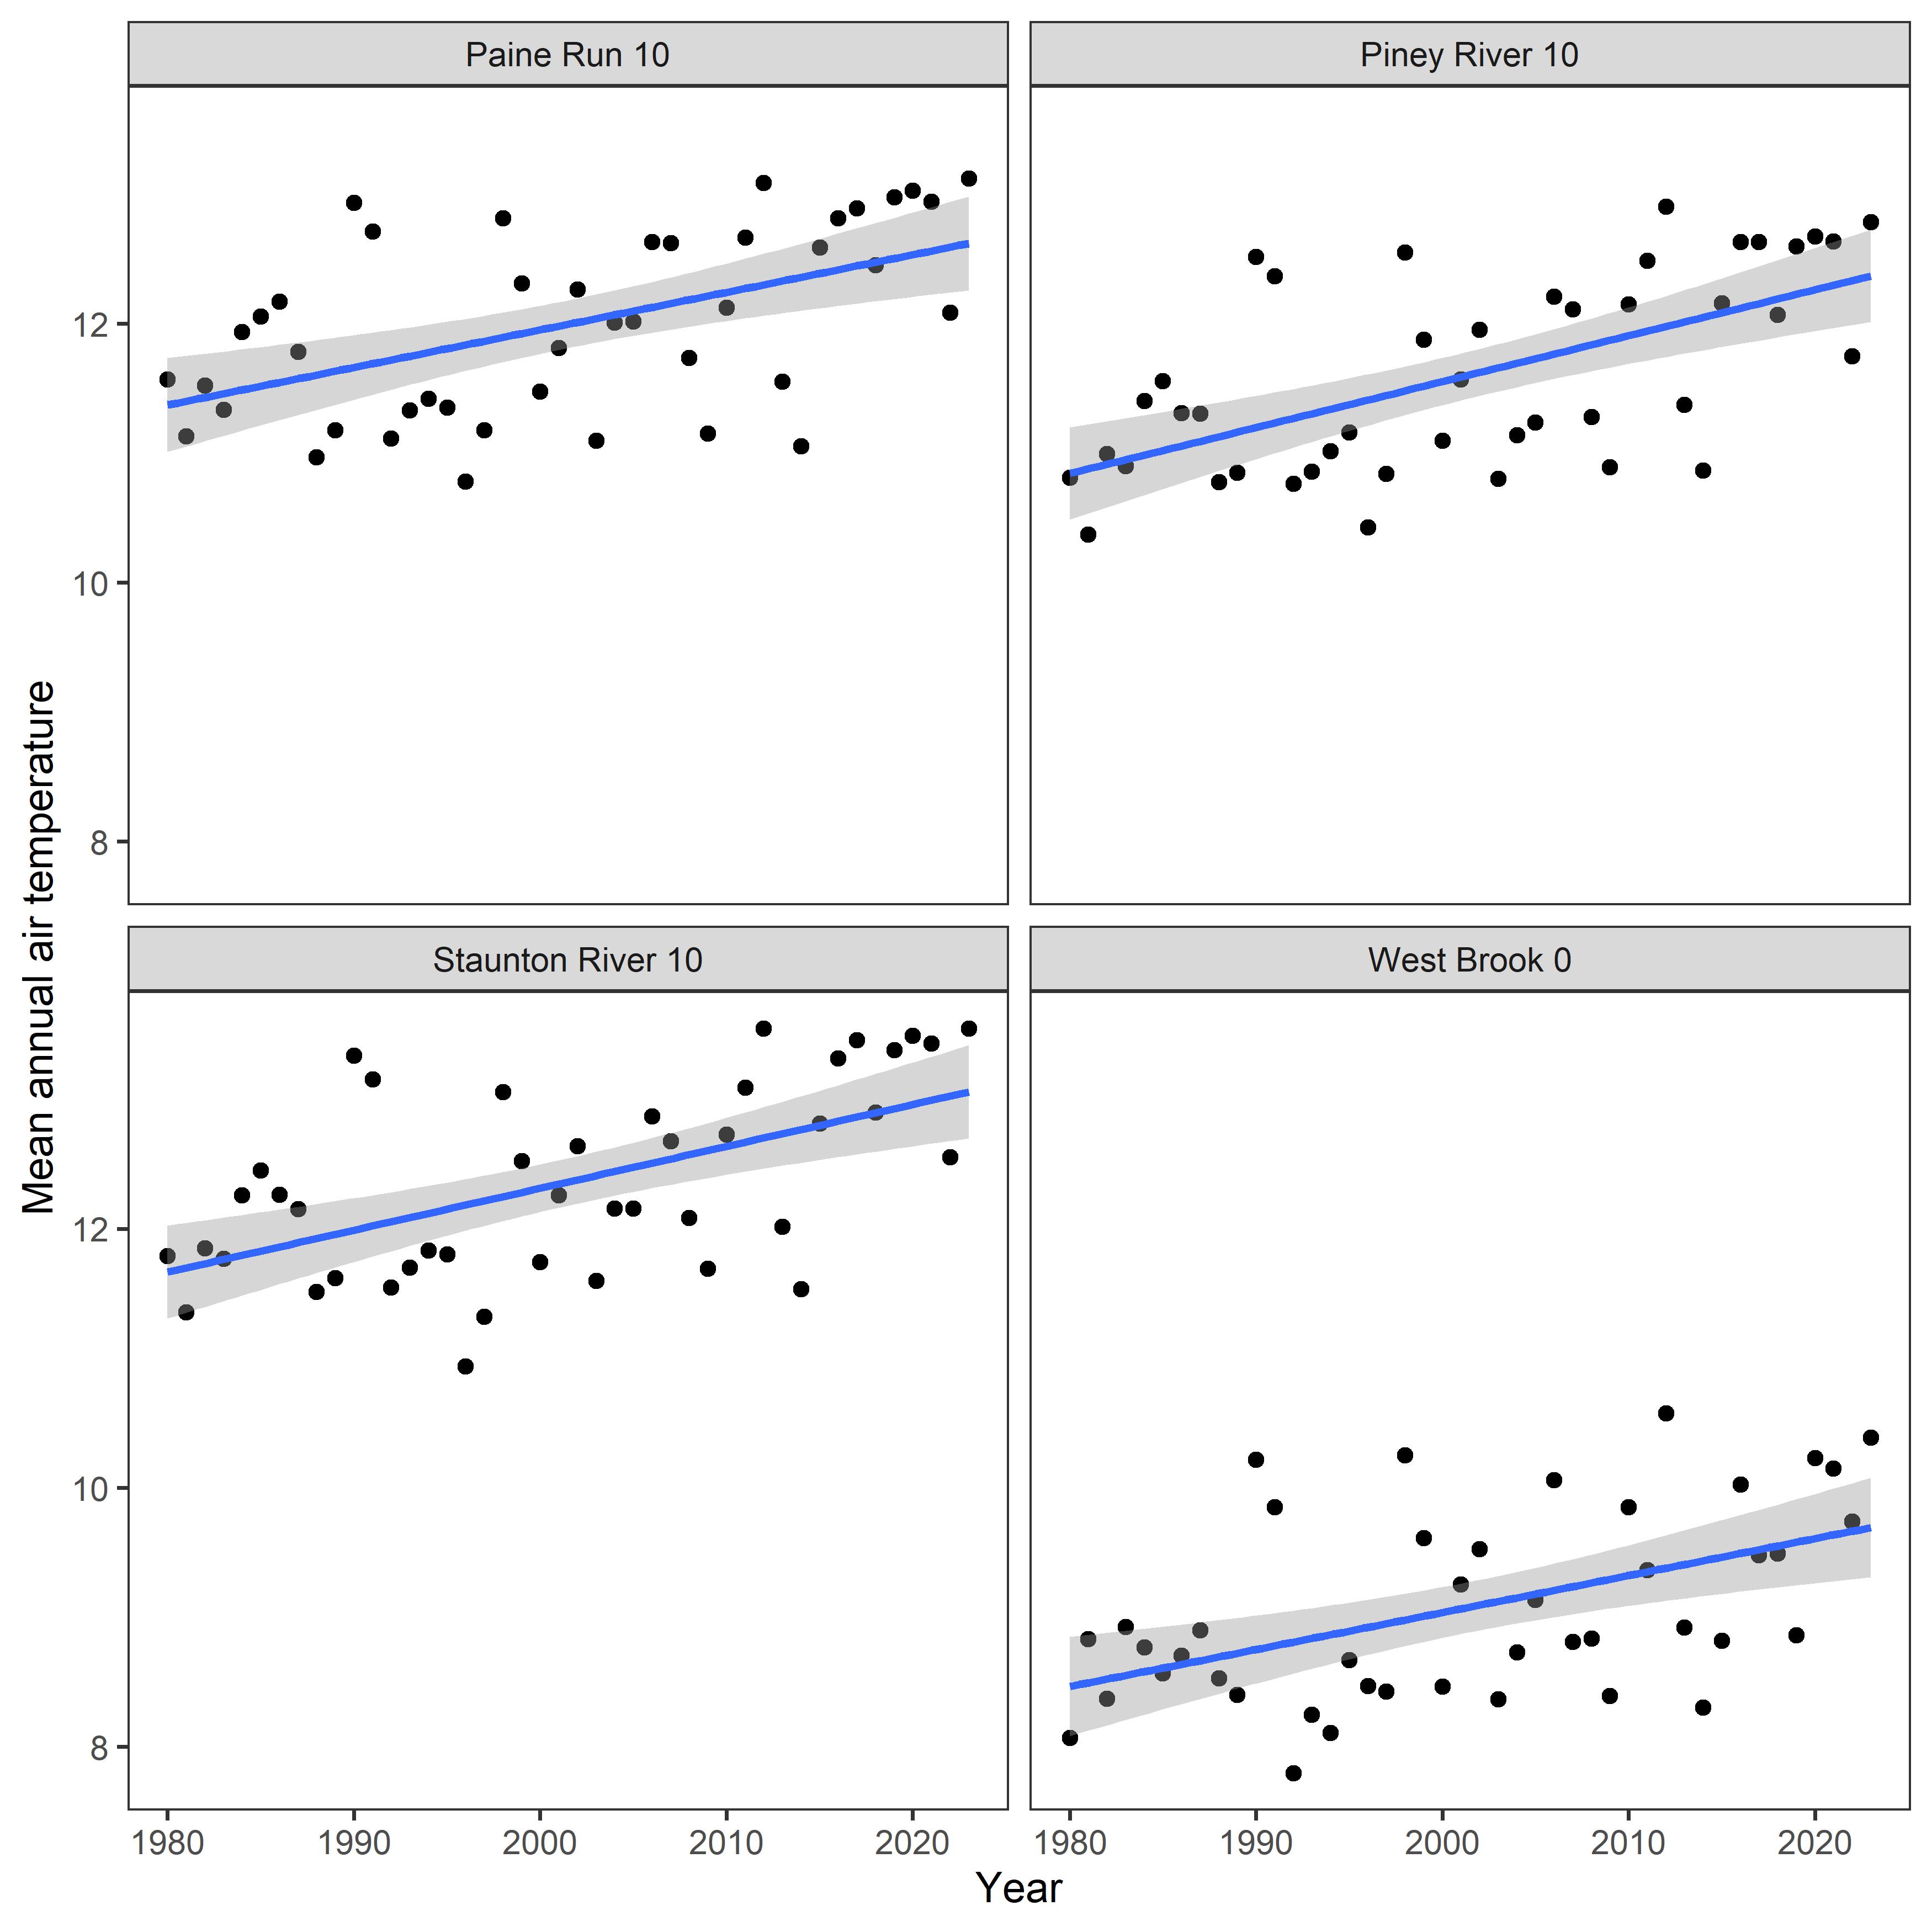 Paine Run 10
Piney River 10
12
10
8
Mean annual air temperature
Staunton River 10
West Brook 0
12
10
8
1980 1990 2000 2010 2020 1980 1990 2000 2010 2020
Year